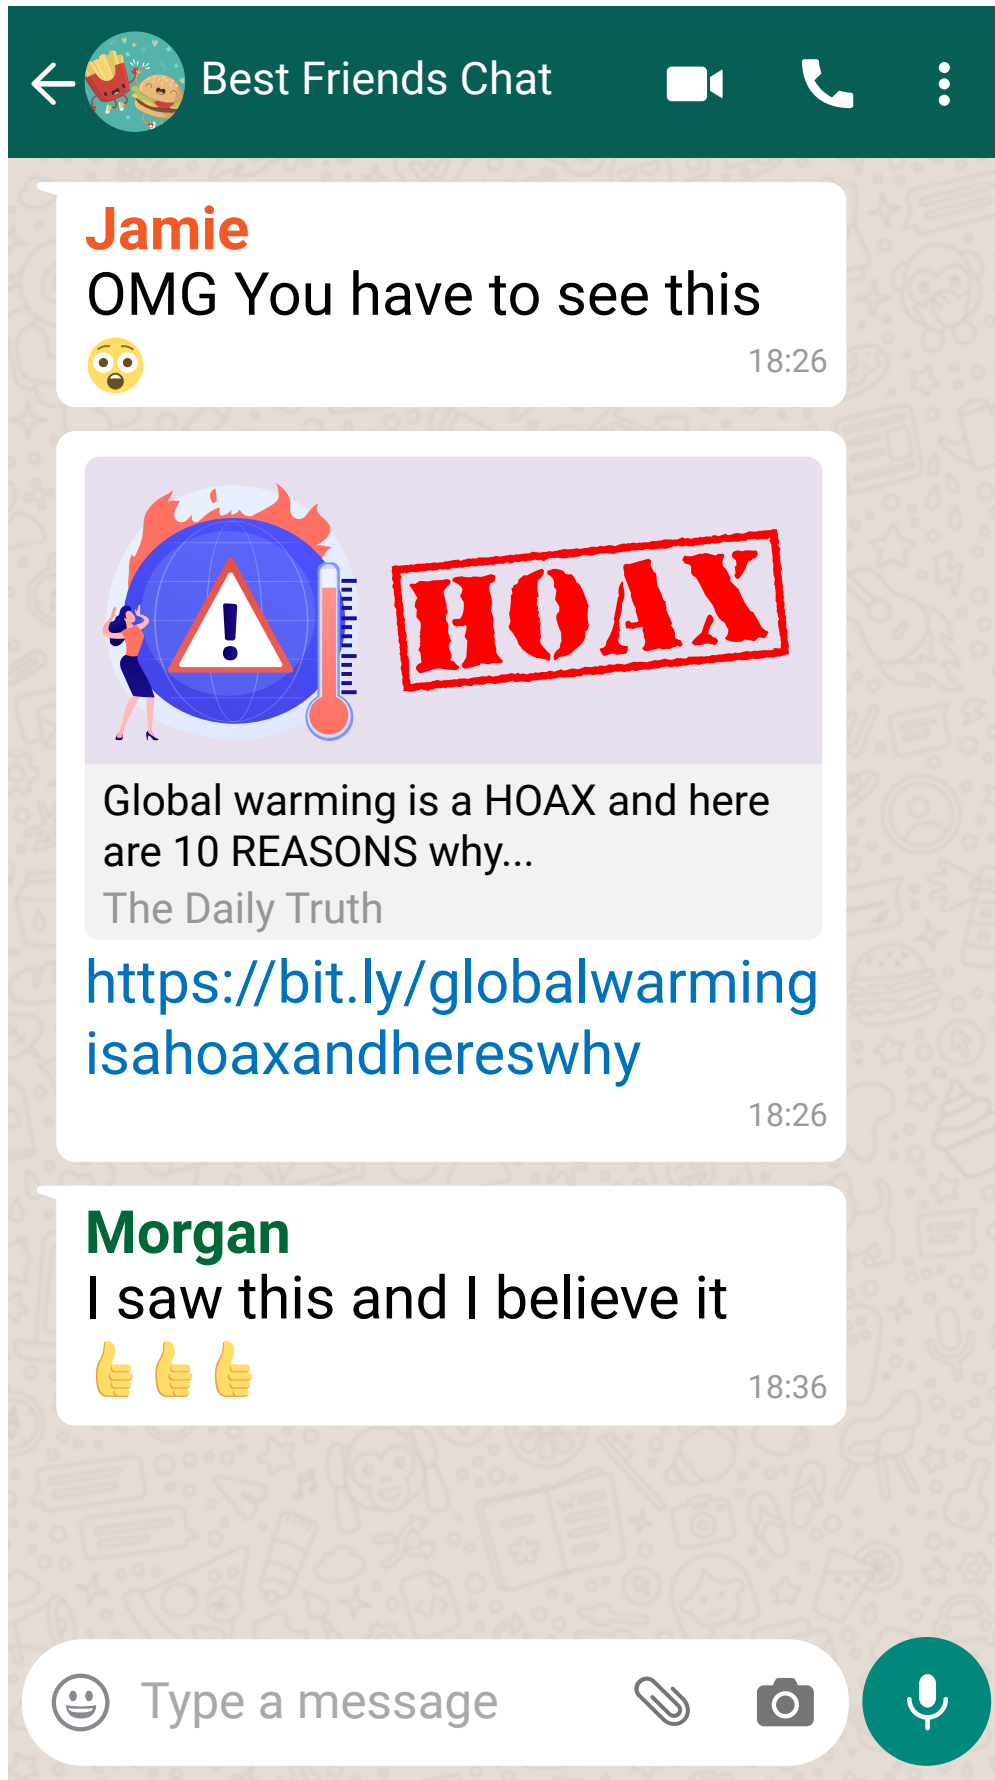 Best Friends Chat
Jamie
OMG You have to see this
😲
18:26
HOAX
Global warming is a HOAX and here
are 10 REASONS why...
The Daily Truth
https://bit.ly/globalwarming
isahoaxandhereswhy
18:26
Morgan
I saw this and I believe it
👍👍👍
18:36
Type a message